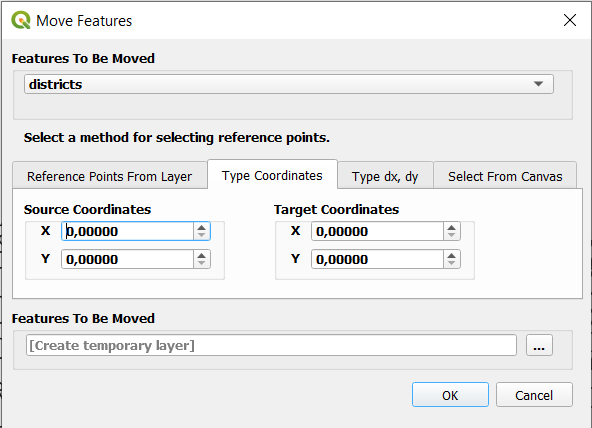 Move Features
Features To Be Moved
districts
Select a method for selecting reference points.
Reference Points From Layer Type Coordinates Type dx, dy Select From Canvas
Source Coordinates Target Coordinates
X 0,00000 X 0,00000
Y 0,00000 Y 0,00000
Features To Be Moved
[Create temporary layer] ...
OK Cancel